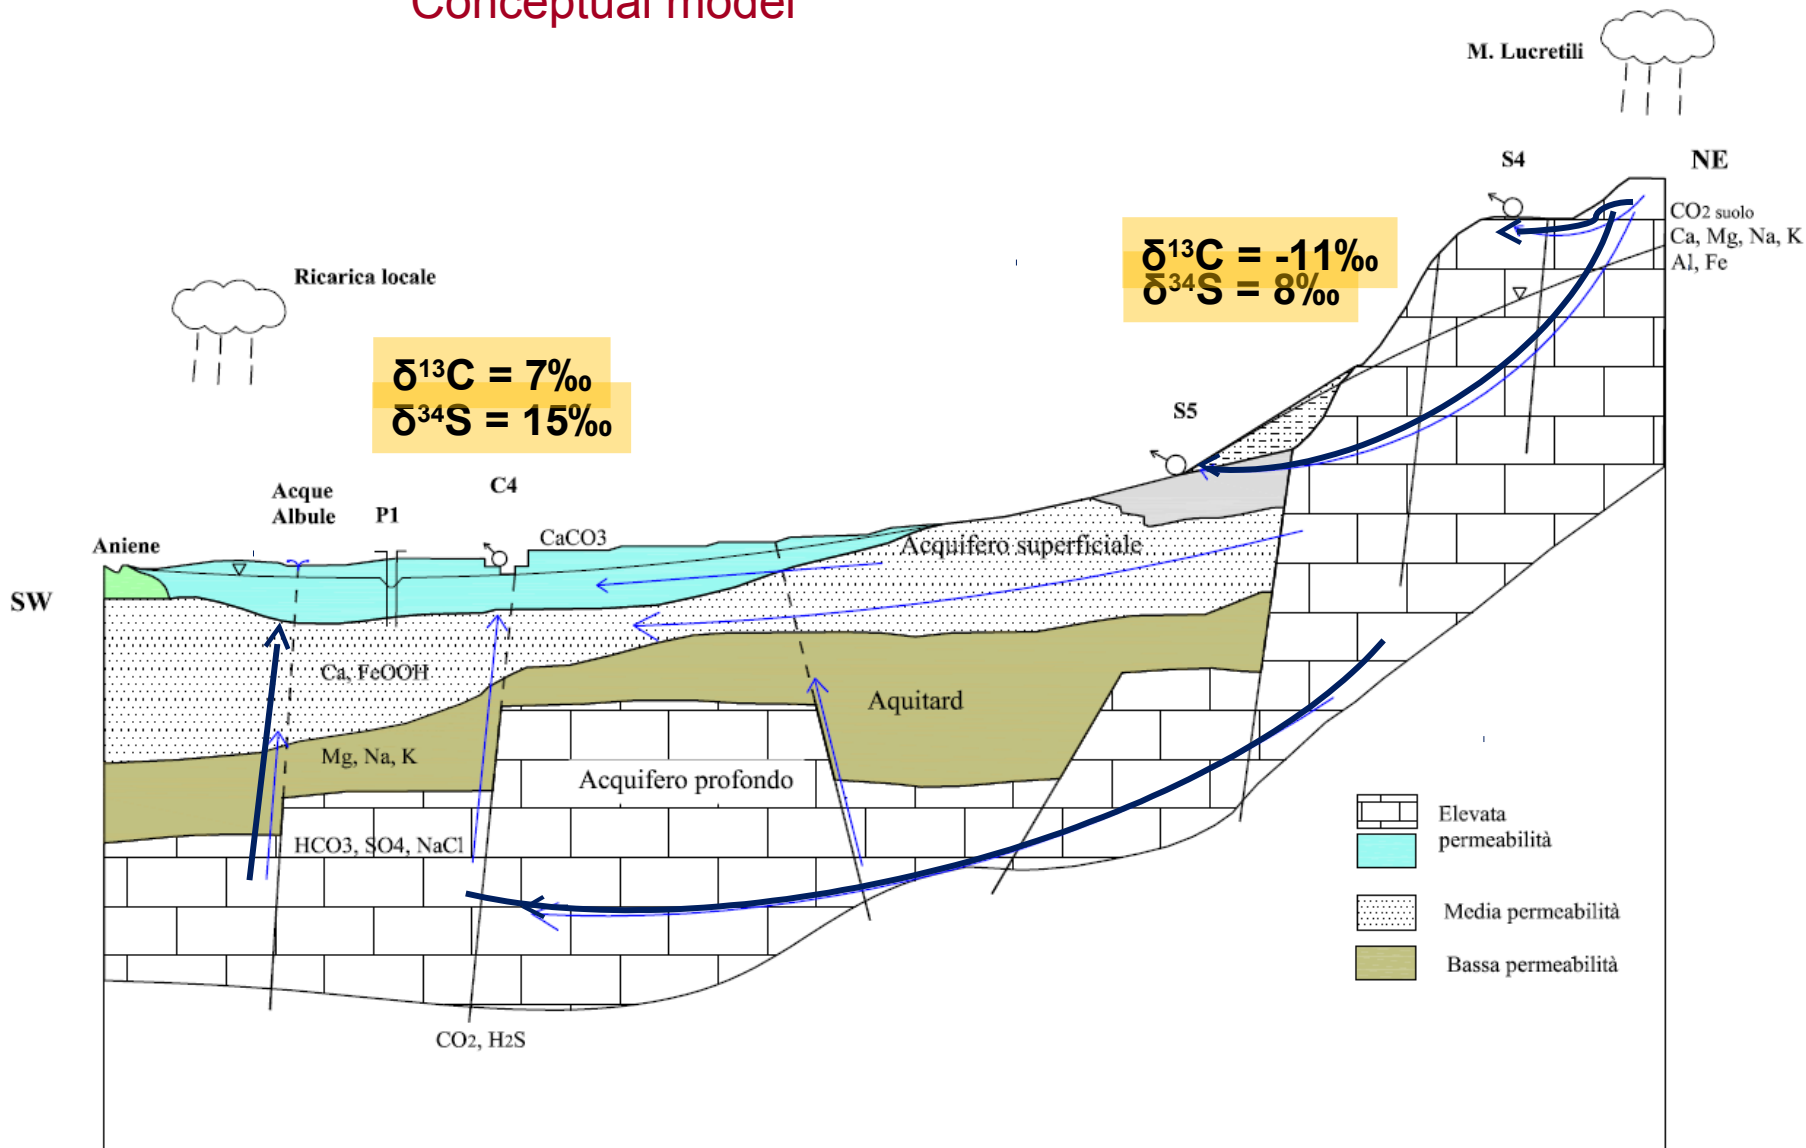 Conceptual model
M. Lucretili
S4
NE
CO2 suolo
Ca, Mg, Na, K
Al, Fe
δ¹³C = -11‰
δ³⁴S = 8‰
Ricarica locale
δ¹³C = 7‰
δ³⁴S = 15‰
S5
C4
Acque
Albule
P1
CaCO3
Aniene
Acquifero superficiale
SW
Ca, FeOOH
Aquitard
Mg, Na, K
Acquifero profondo
HCO3, SO4, NaCl
Elevata
permeabilità
Media permeabilità
Bassa permeabilità
CO2, H2S